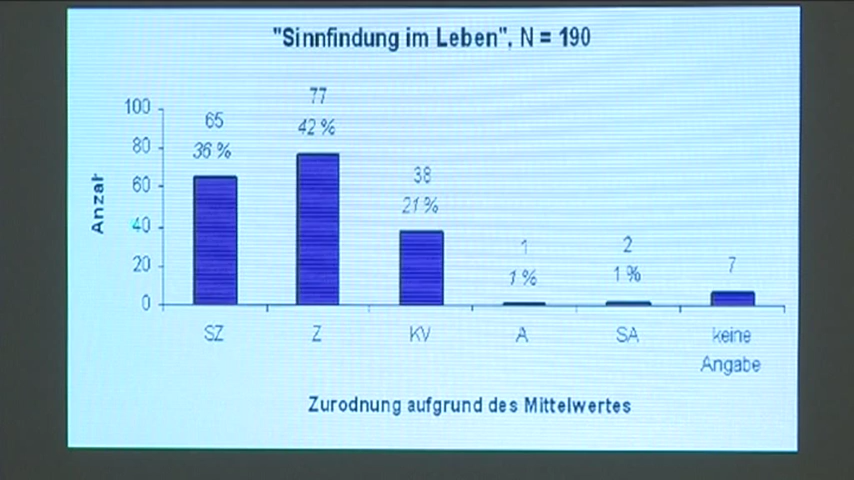 "Sinnfindung im Leben", N = 190
Anzahl
100
80
60
40
20
0
65
36 %
77
42 %
38
21 %
1
1 %
2
1 %
7
SZ
Z
KV
A
SA
keine
Angabe
Zurodnung aufgrund des Mittelwertes